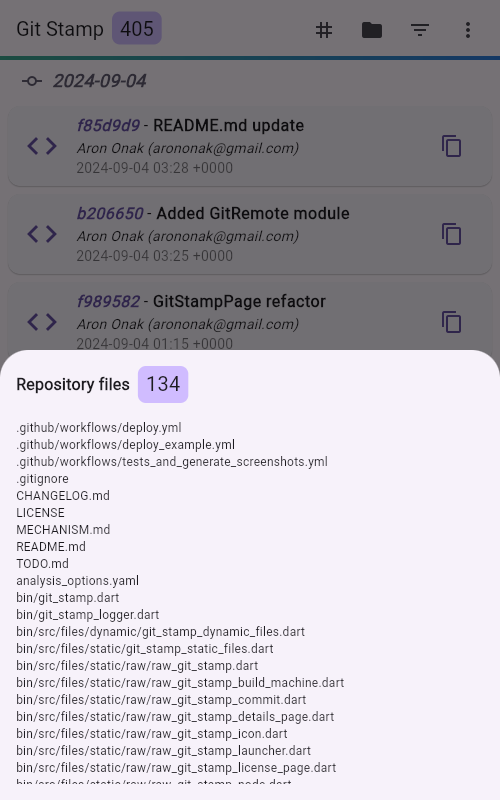 Git Stamp 405
2024-09-04
f85d9d9 - README.md update
Aron Onak (arononak@gmail.com)
2024-09-04 03:28 +0000
b206650 - Added GitRemote module
Aron Onak (arononak@gmail.com)
2024-09-04 03:25 +0000
f989582 - GitStampPage refactor
Aron Onak (arononak@gmail.com)
2024-09-04 01:15 +0000
Repository files 134
.github/workflows/deploy.yml
.github/workflows/deploy_example.yml
.github/workflows/tests_and_generate_screenshots.yml
.gitignore
CHANGELOG.md
LICENSE
MECHANISM.md
README.md
TODO.md
analysis_options.yaml
bin/git_stamp.dart
bin/git_stamp_logger.dart
bin/src/files/dynamic/git_stamp_dynamic_files.dart
bin/src/files/static/git_stamp_static_files.dart
bin/src/files/static/raw/raw_git_stamp.dart
bin/src/files/static/raw/raw_git_stamp_build_machine.dart
bin/src/files/static/raw/raw_git_stamp_commit.dart
bin/src/files/static/raw/raw_git_stamp_details_page.dart
bin/src/files/static/raw/raw_git_stamp_icon.dart
bin/src/files/static/raw/raw_git_stamp_launcher.dart
bin/src/files/static/raw/raw_git_stamp_license_page.dart
bin/src/files/static/raw/raw_git_stamp_node.dart